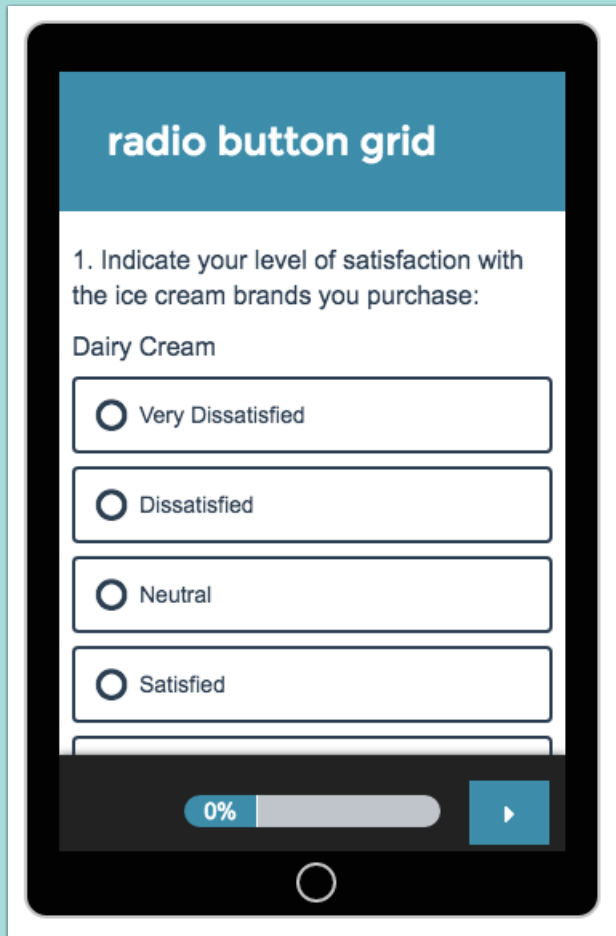 radio button grid
1. Indicate your level of satisfaction with
the ice cream brands you purchase:
Dairy Cream
Very Dissatisfied
Dissatisfied
Neutral
Satisfied
0%